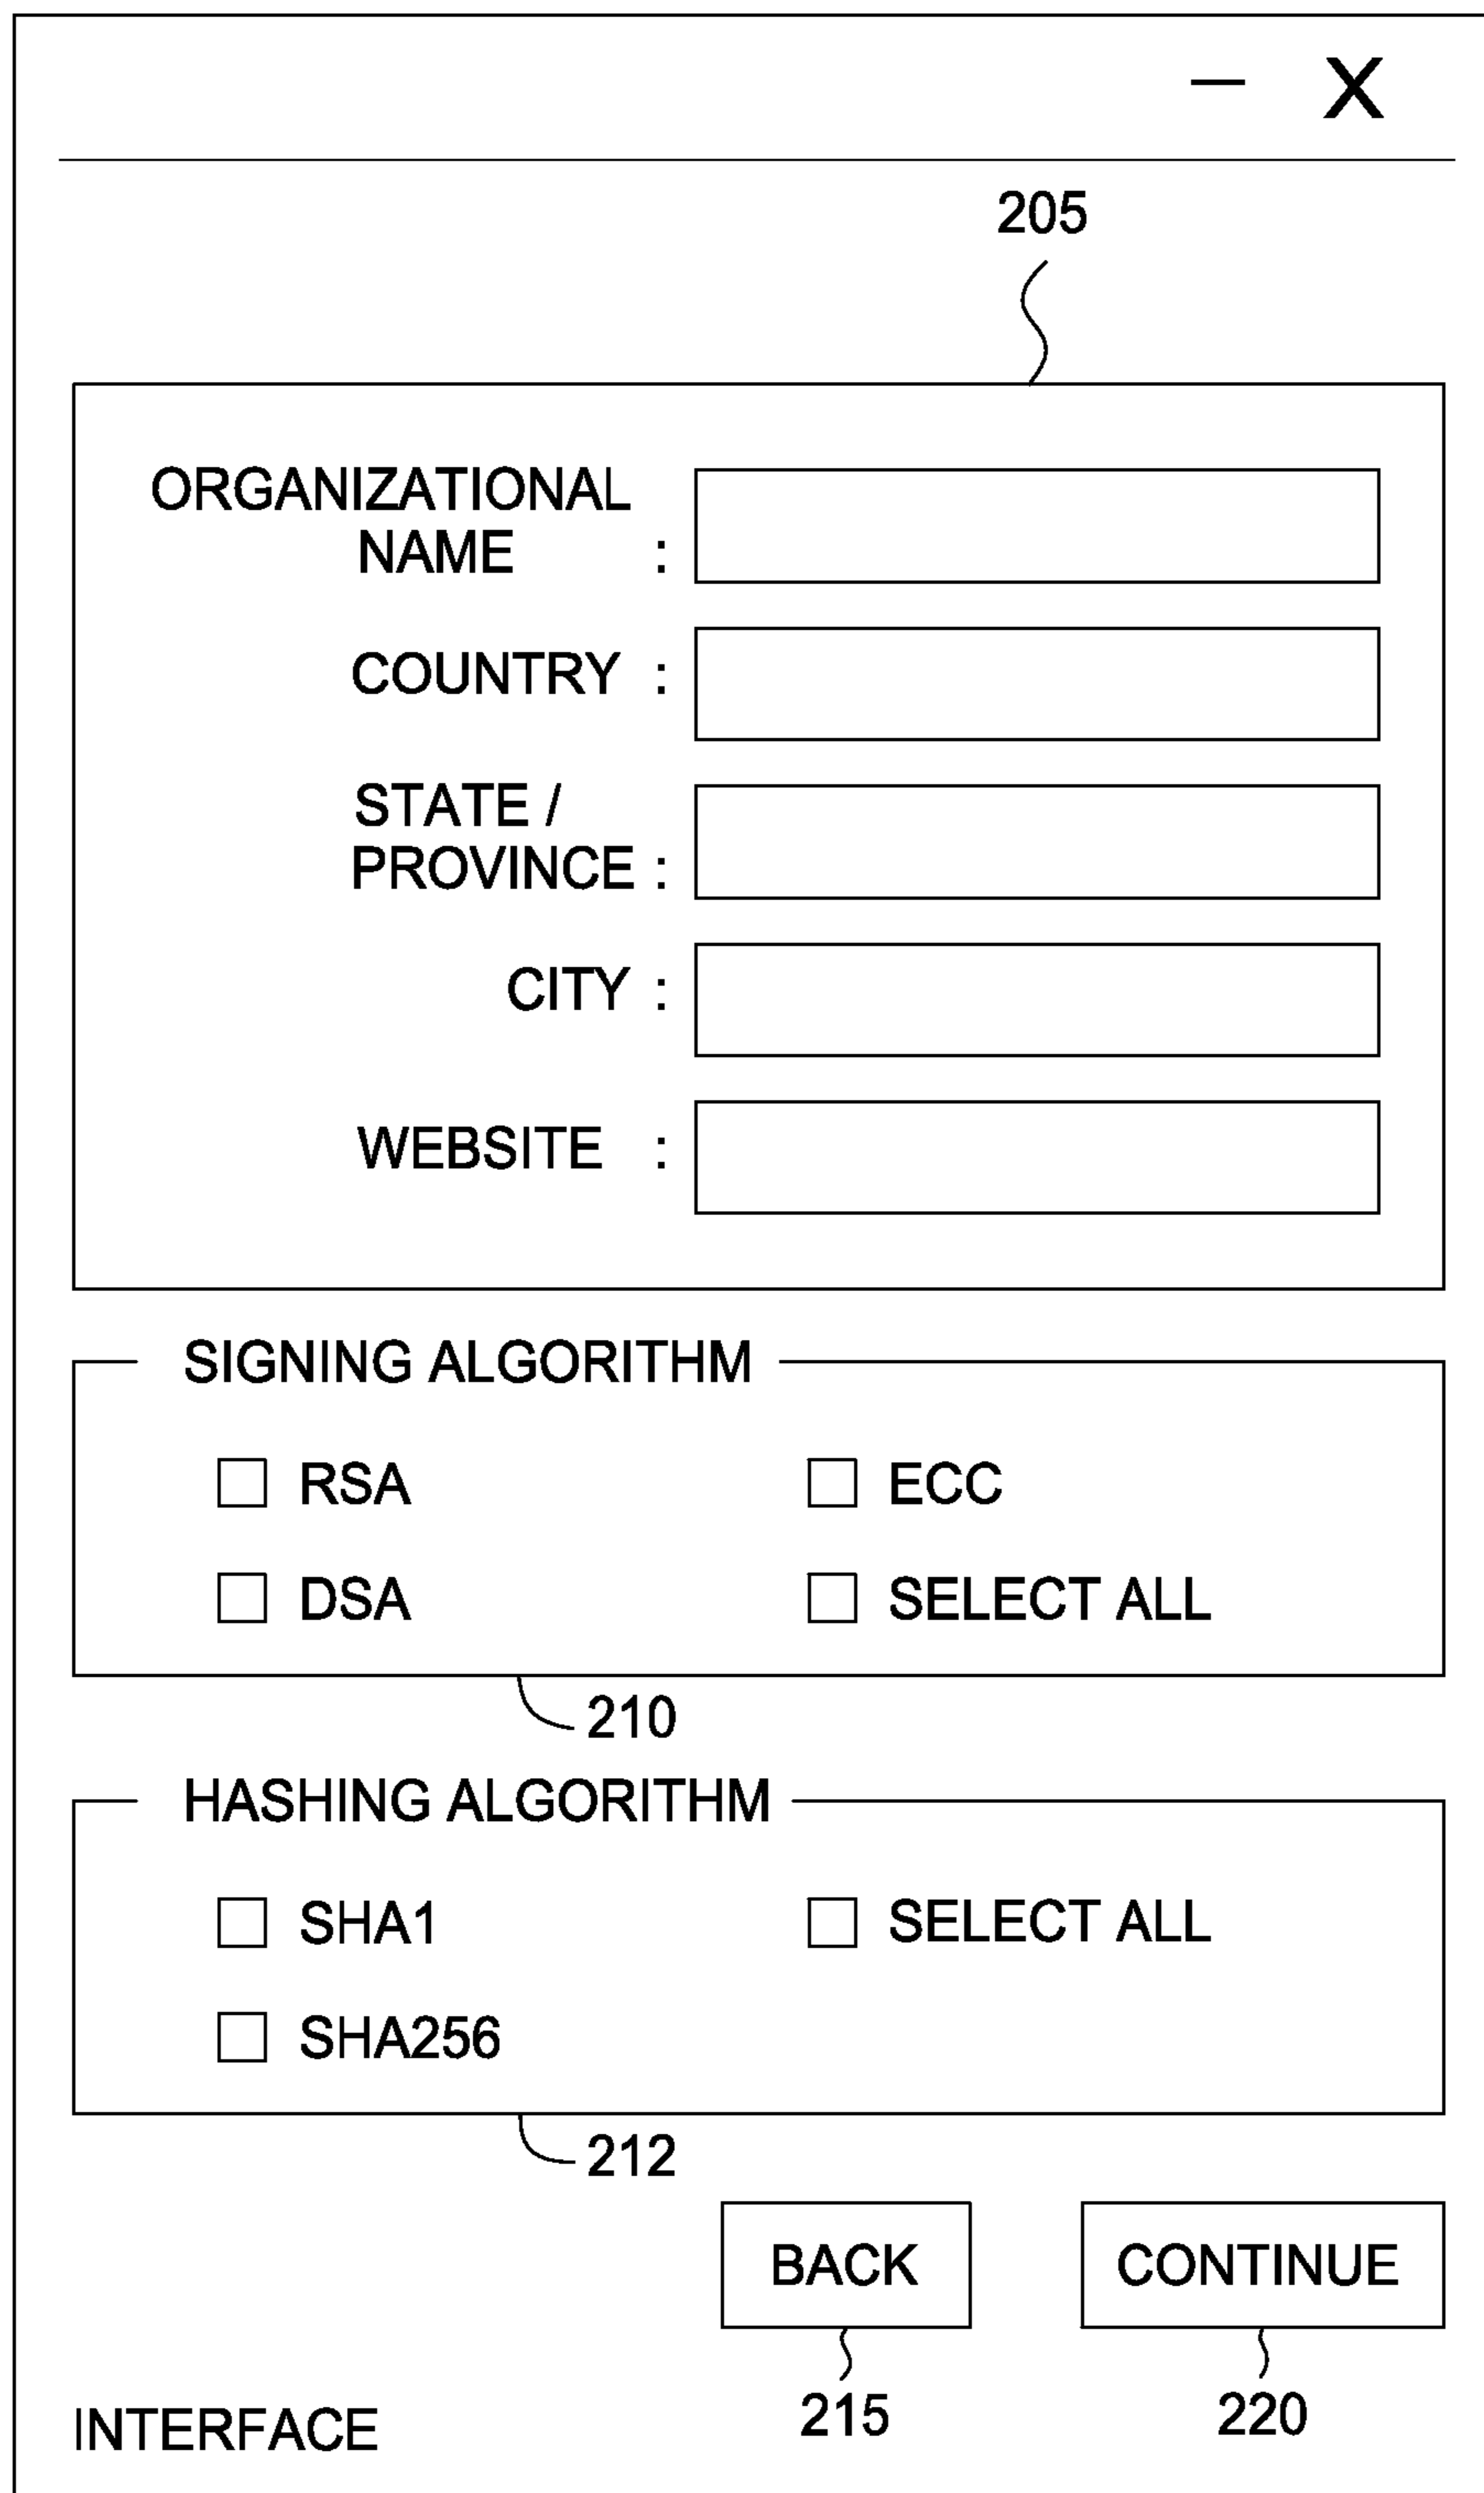 — X
205
ORGANIZATIONAL
NAME :
COUNTRY :
STATE /
PROVINCE :
CITY :
WEBSITE :
SIGNING ALGORITHM
RSA ECC
DSA SELECT ALL
210
HASHING ALGORITHM
SHA1 SELECT ALL
SHA256
212
BACK CONTINUE
215 220
INTERFACE